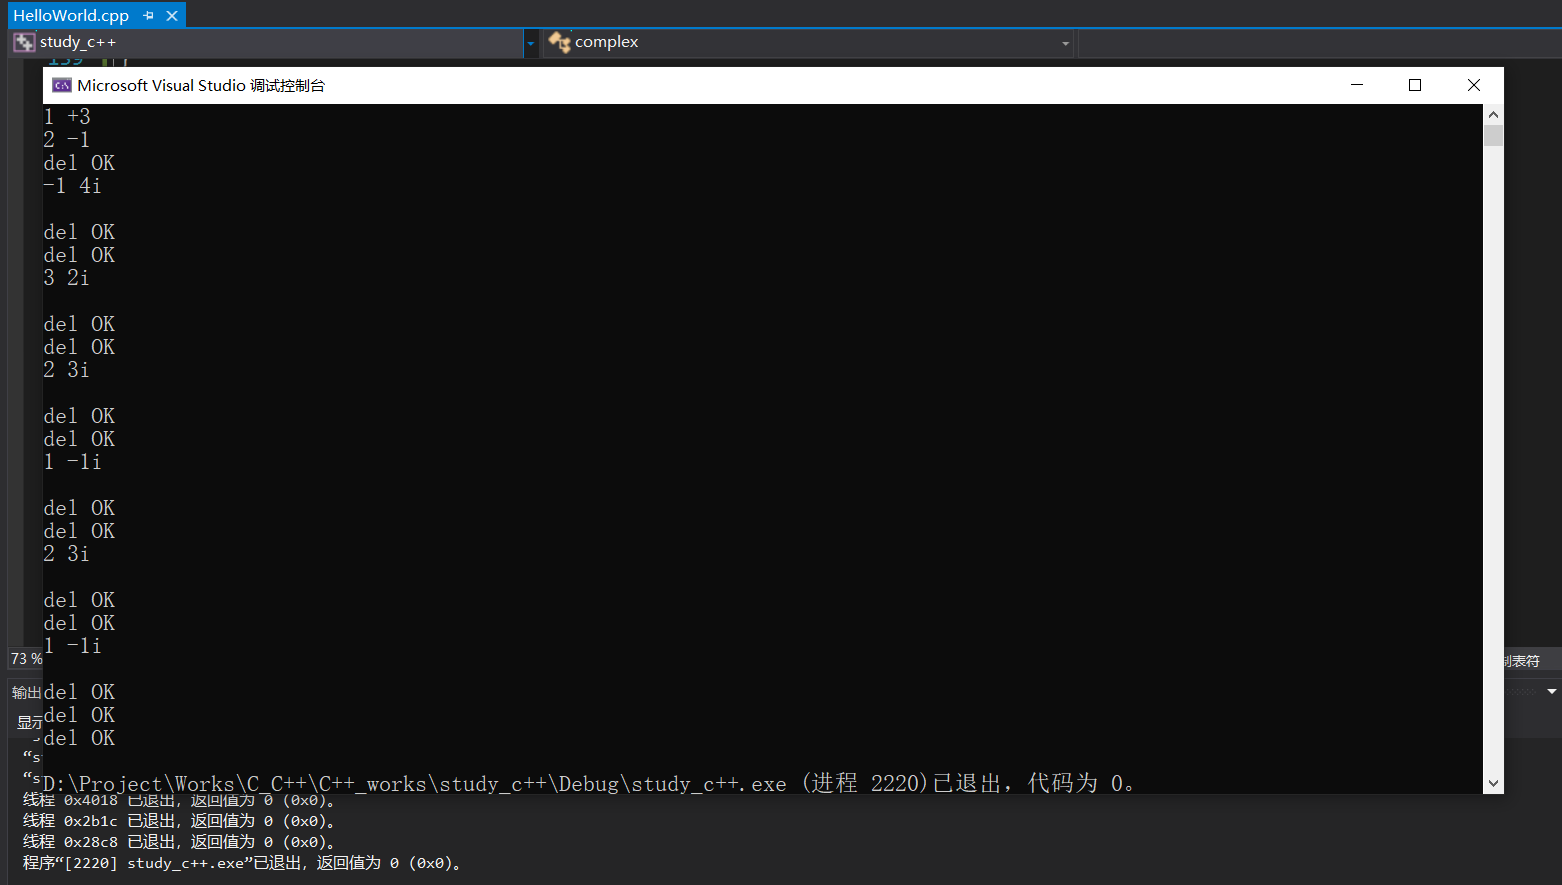 HelloWorld.cpp
study_c++
complex
Microsoft Visual Studio 调试控制台
1 +3
2 -1
del OK
-1 4i
del OK
del OK
3 2i
del OK
del OK
2 3i
del OK
del OK
1 -1i
del OK
del OK
2 3i
del OK
del OK
1 -1i
73 %
制表符
输出
del OK
显示
del OK
del OK
“s
“s
D:\Project\Works\C_C++\C++_works\study_c++\Debug\study_c++.exe (进程 2220)已退出，代码为 0。
线程 0x4018 已退出，返回值为 0 (0x0)。
线程 0x2b1c 已退出，返回值为 0 (0x0)。
线程 0x28c8 已退出，返回值为 0 (0x0)。
程序“[2220] study_c++.exe”已退出，返回值为 0 (0x0)。